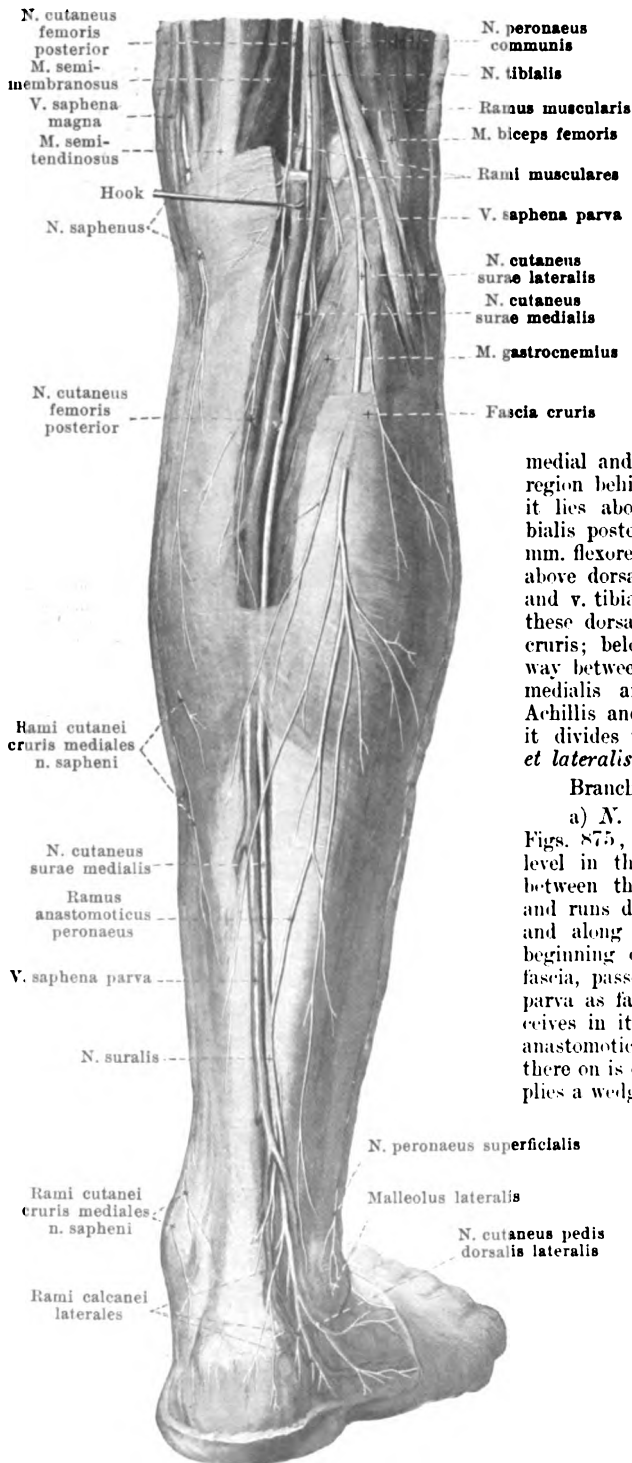 N. cutaneus
femoris
posterior
M. semi-
membranosus
V. saphena
magna
M. semi-
tendinosus
Hook
N. saphenus
N. cutaneus
femoris
posterior
Rami cutanei
cruris mediales
n. sapheni
N. cutaneus
surae medialis
Ramus
anastomoticus
peronaeus
V. saphena parva
N. suralis
Rami cutanei
cruris mediales
n. sapheni
Rami calcanei
laterales
N. peronaeus
communis
N. tibialis
Ramus muscularis
M. biceps femoris
Rami musculares
V. saphena parva
N. cutaneus
surae lateralis
N. cutaneus
surae medialis
M. gastrocnemius
Fascia cruris
medial and
region behi
it lies abo
bialis poste
mm. flexore
above dorsa
and v. tibia
these dorsa
cruris; bel
way betwee
medialis a
Achillis and
it divides
et lateralis
Branch
a) N.
Figs. 875,
level in th
between th
and runs d
and along
beginning
fascia, pass
parva as fa
ceives in it
anastomotic
there on is
plies a wedg
N. peronaeus superficialis
Malleolus lateralis
N. cutaneus pedis
dorsalis lateralis